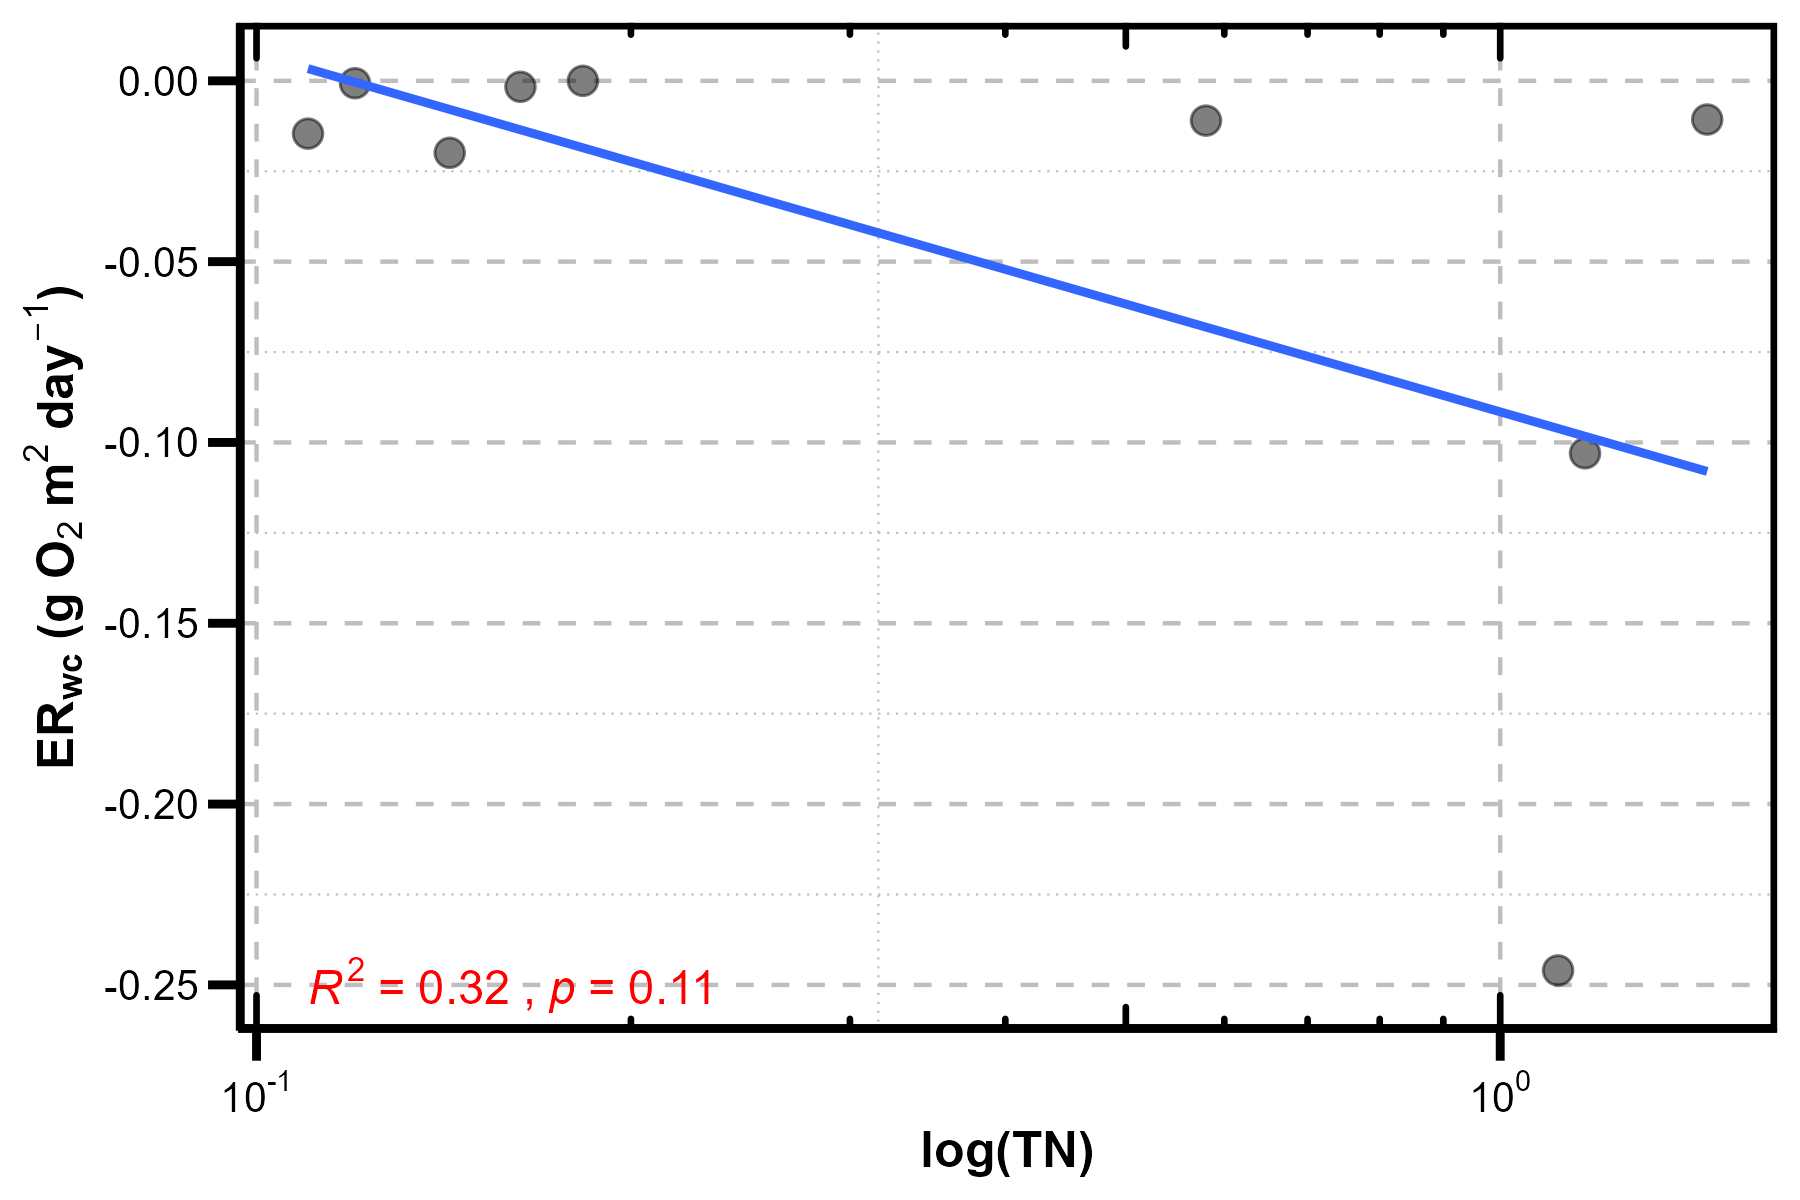 0.00
-0.05
-0.10
-0.15
-0.20
-0.25
ER_wc (g O₂ m² day⁻¹)
R² = 0.32 , p = 0.11
10⁻¹
10⁰
log(TN)